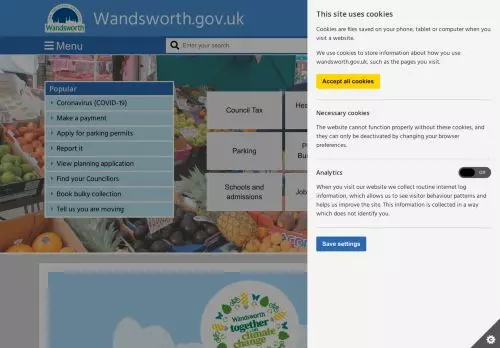 Wandsworth
Wandsworth.gov.uk
Menu
Enter your search
Popular
Coronavirus (COVID-19)
Make a payment
Apply for parking permits
Report it
View planning application
Find your Councillors
Book bulky collection
Tell us you are moving
Council Tax
Parking
Schools and
admissions
Wandsworth
together
on
climate
change
This site uses cookies
Cookies are files saved on your phone, tablet or computer when you
visit a website.
We use cookies to store information about how you use
wandsworth.gov.uk, such as the pages you visit.
Accept all cookies
Necessary cookies
The website cannot function properly without these cookies, and
they can only be deactivated by changing your browser
preferences.
Analytics
Off
When you visit our website we collect routine internet log
information, which allows us to see visitor behaviour patterns and
helps us improve the site. This information is collected in a way
which does not identify you.
Save settings